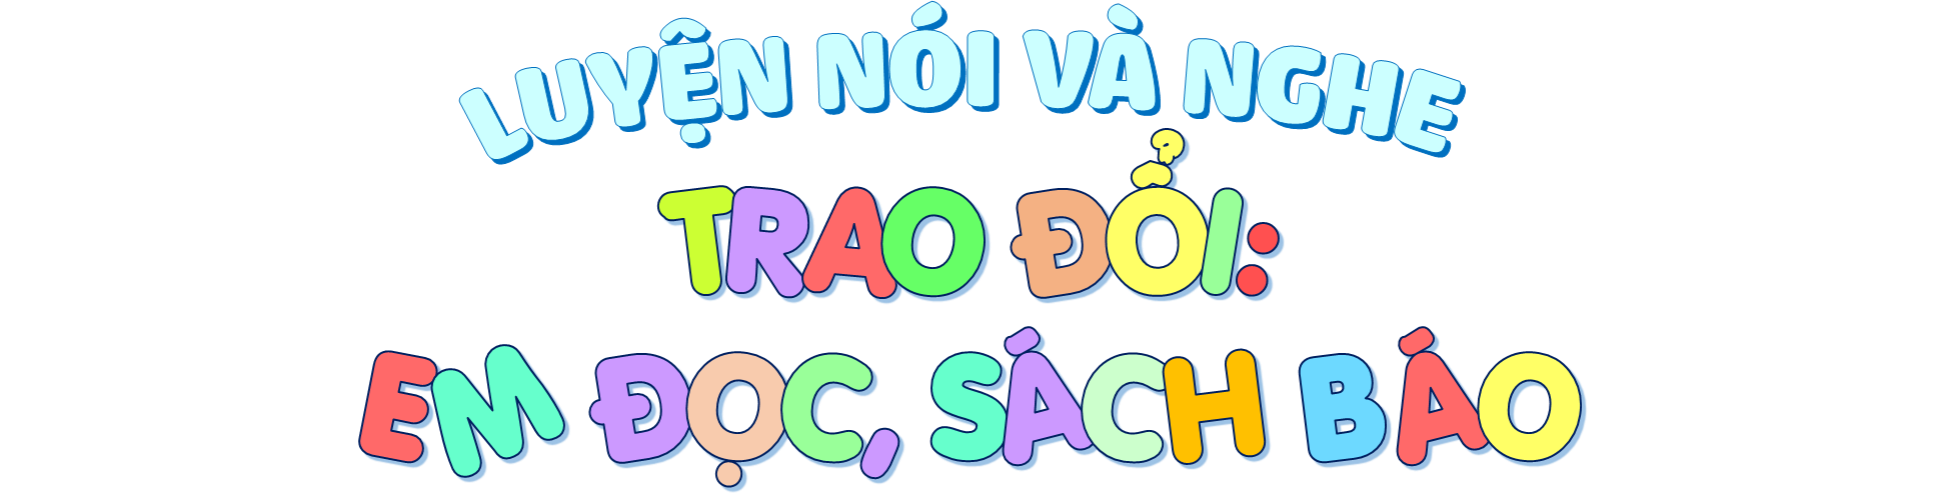 LUYỆN NÓI VÀ NGHE
TRAO ĐỔI:
EM ĐỌC, SÁCH BÁO